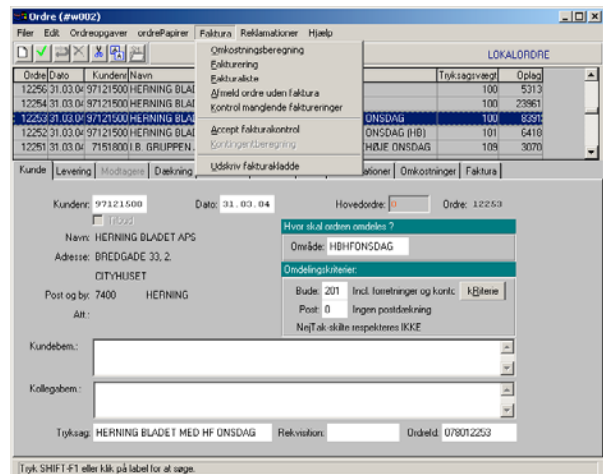 Ordre (#w002)
Filer Edit Ordreopgaver ordrePapirer Faktura Reklamationer Hjælp
LOKALORDRE
Omkostningsberegning
Fakturering
Fakturaliste
Afmeld ordre uden faktura
Kontrol manglende faktureringer
Accept fakturakontrol
Kontingentberegning
Udskriv fakturakladde
Ordre Dato Kundenr Navn Tryksagsvægt Oplag
12256 31.03.04 97121500 HERNING BLAD 100 5313
12254 31.03.04 97121500 HERNING BLAD 100 23961
12253 31.03.04 97121500 HERNING BLAD ONSDAG 100 8391
12252 31.03.04 97121500 HERNING BLAD ONSDAG (HB) 101 6418
12251 31.03.04 7151800 I.B. GRUPPEN HØJE ONSDAG 109 3070
Kunde Levering Modtagere Dækning ationer Omkostninger Faktura
Kundenr: 97121500 Dato: 31.03.04 Hovedordre: 0 Ordre: 12253
Navn: HERNING BLADET APS
Adresse: BREDGADE 33, 2.
CITYHUSET
Post og by: 7400 HERNING
Att.:
Hvor skal ordren omdeles ?
Område: HBHFONSDAG
Omdelingskriterier:
Bude: 201 Incl. forretninger og kontc kRiterie
Post: 0 Ingen postdækning
NejTak-skilte respekteres IKKE
Kundebem.:
Kollegabem.:
Tryksag: HERNING BLADET MED HF ONSDAG Rekvisition: OrdreId: 078012253
Tryk SHIFT-F1 eller klik på label for at søge.